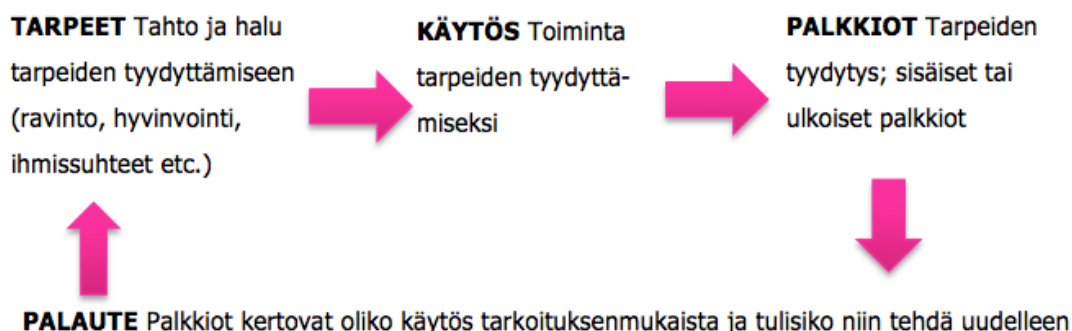 TARPEET Tahto ja halu
tarpeiden tyydyttämiseen
(ravinto, hyvinvointi,
ihmissuhteet etc.)
KÄYTÖS Toiminta
tarpeiden tyydyttä-
miseksi
PALKKIOT Tarpeiden
tyydytys; sisäiset tai
ulkoiset palkkiot
PALAUTE Palkkiot kertovat oliko käytös tarkoituksenmukaista ja tulisiko niin tehdä uudelleen